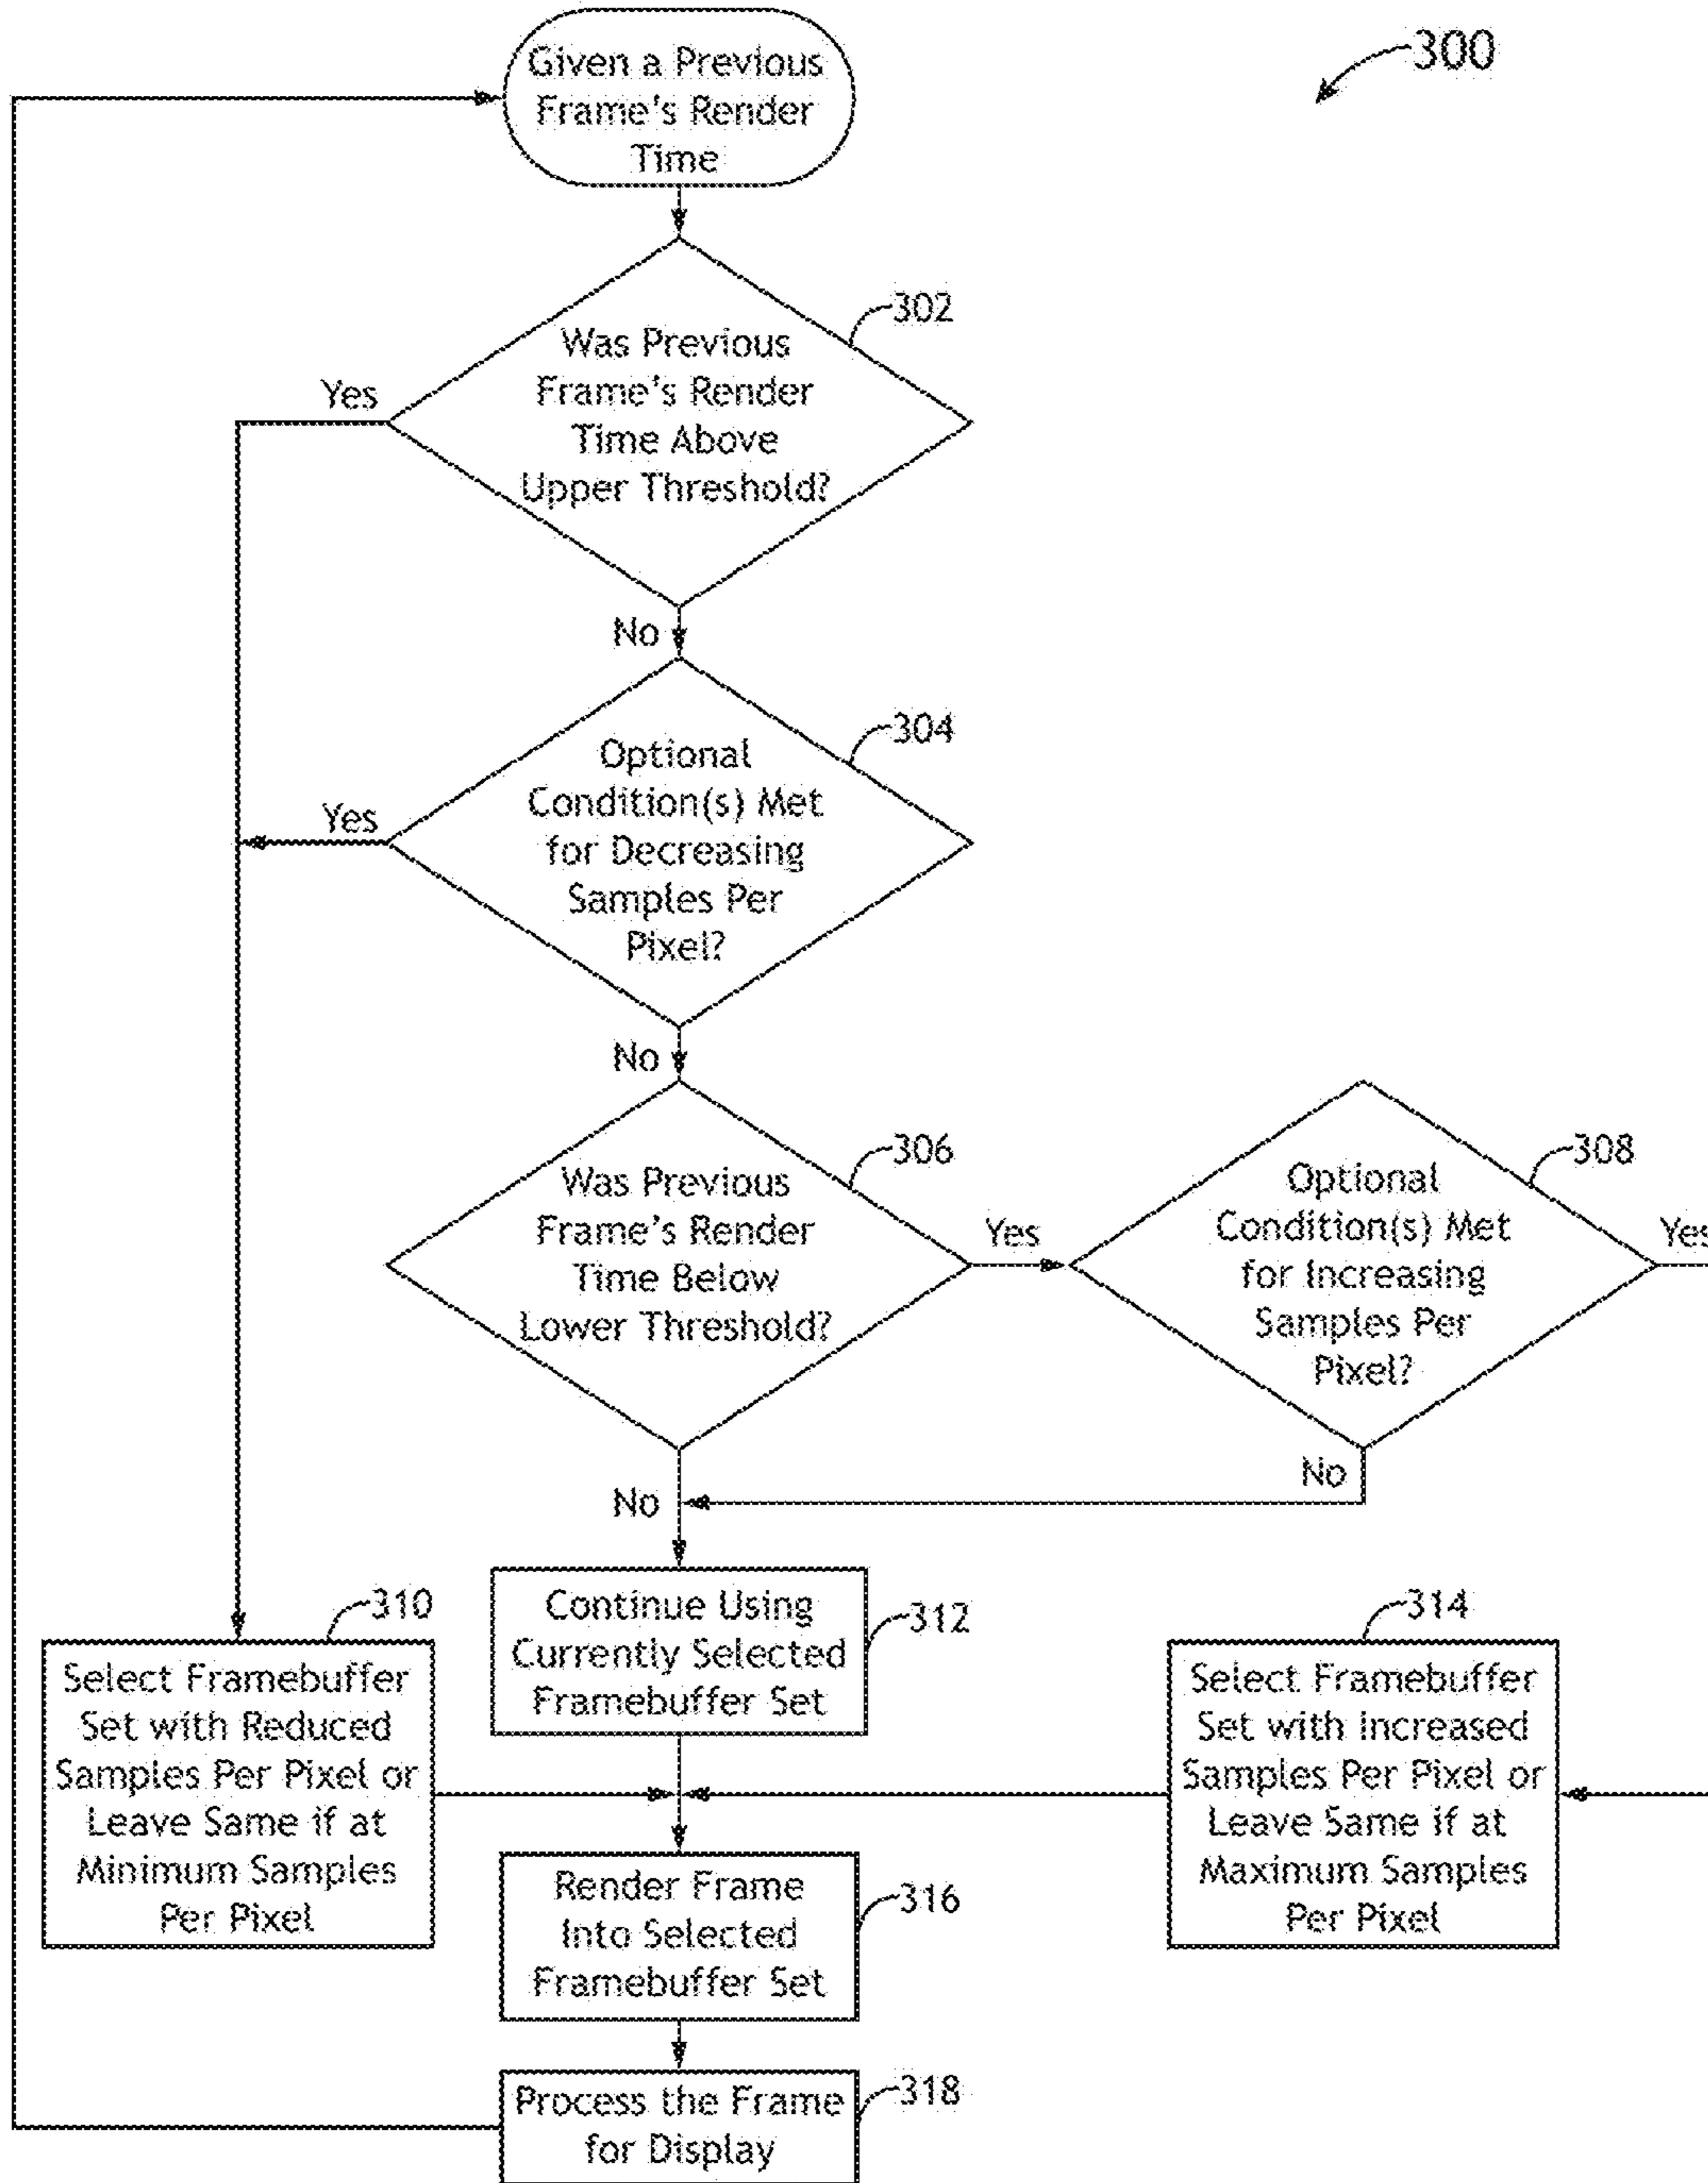 300
Given a Previous
Frame's Render
Time
302
Was Previous
Frame's Render
Time Above
Upper Threshold?
Yes
No
304
Optional
Condition(s) Met
for Decreasing
Samples Per
Pixel?
Yes
No
306
Was Previous
Frame's Render
Time Below
Lower Threshold?
Yes
No
308
Optional
Condition(s) Met
for Increasing
Samples Per
Pixel?
Yes
No
310
Select Framebuffer
Set with Reduced
Samples Per Pixel or
Leave Same if at
Minimum Samples
Per Pixel
312
Continue Using
Currently Selected
Framebuffer Set
314
Select Framebuffer
Set with Increased
Samples Per Pixel or
Leave Same if at
Maximum Samples
Per Pixel
316
Render Frame
Into Selected
Framebuffer Set
318
Process the Frame
for Display